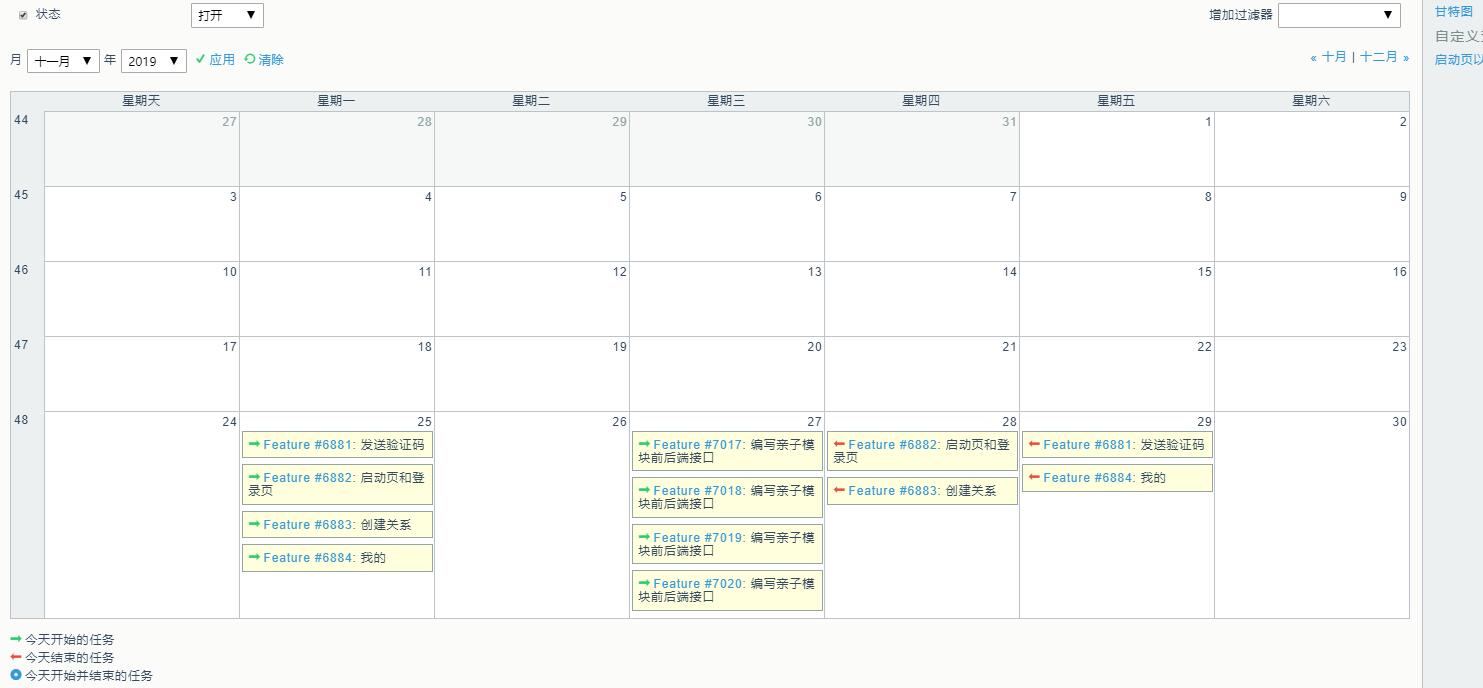 状态 打开 增加过滤器
甘特图
自定义
月 十一月 年 2019 应用 清除 « 十月 | 十二月 »
启动页以
星期天 星期一 星期二 星期三 星期四 星期五 星期六
44 27 28 29 30 31 1 2
45 3 4 5 6 7 8 9
46 10 11 12 13 14 15 16
47 17 18 19 20 21 22 23
48 24 25 26 27 28 29 30
Feature #6881: 发送验证码
Feature #6882: 启动页和登
录页
Feature #6883: 创建关系
Feature #6884: 我的
Feature #7017: 编写亲子模
块前后端接口
Feature #7018: 编写亲子模
块前后端接口
Feature #7019: 编写亲子模
块前后端接口
Feature #7020: 编写亲子模
块前后端接口
Feature #6882: 启动页和登
录页
Feature #6883: 创建关系
Feature #6881: 发送验证码
Feature #6884: 我的
今天开始的任务
今天结束的任务
今天开始并结束的任务